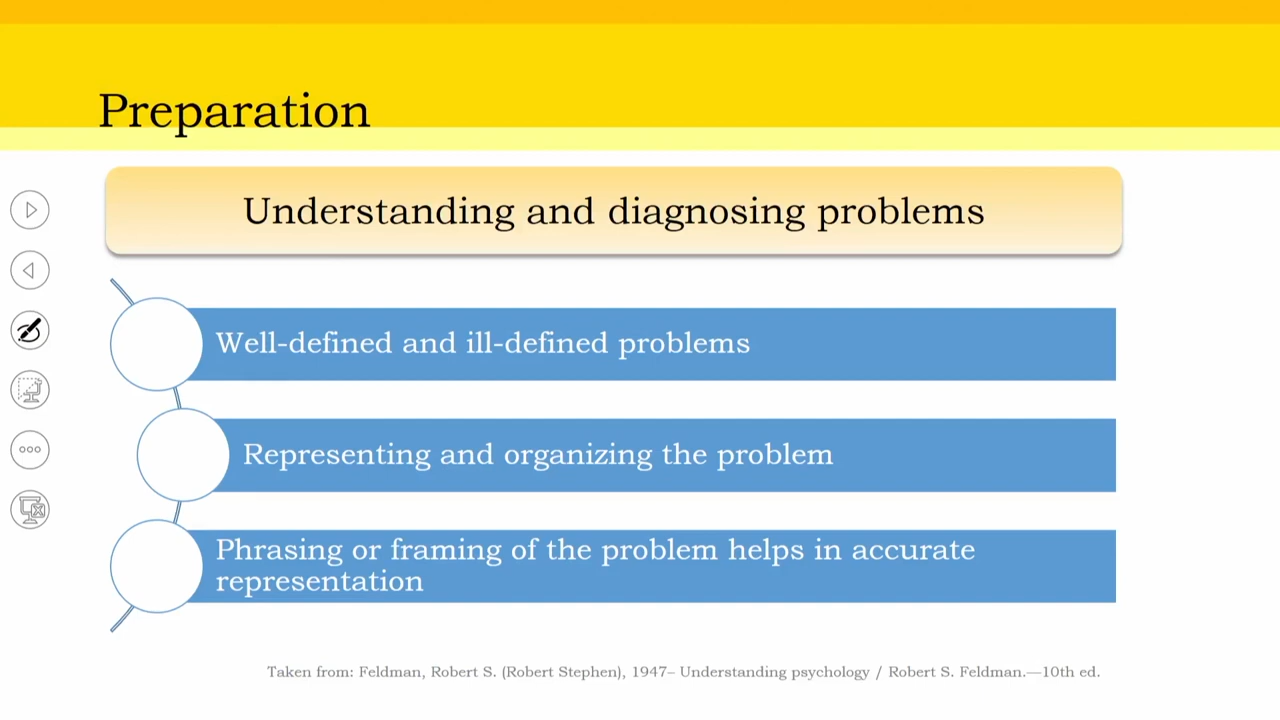 Preparation
Understanding and diagnosing problems
Well-defined and ill-defined problems
Representing and organizing the problem
Phrasing or framing of the problem helps in accurate
representation
Taken from: Feldman, Robert S. (Robert Stephen), 1947– Understanding psychology / Robert S. Feldman.—10th ed.